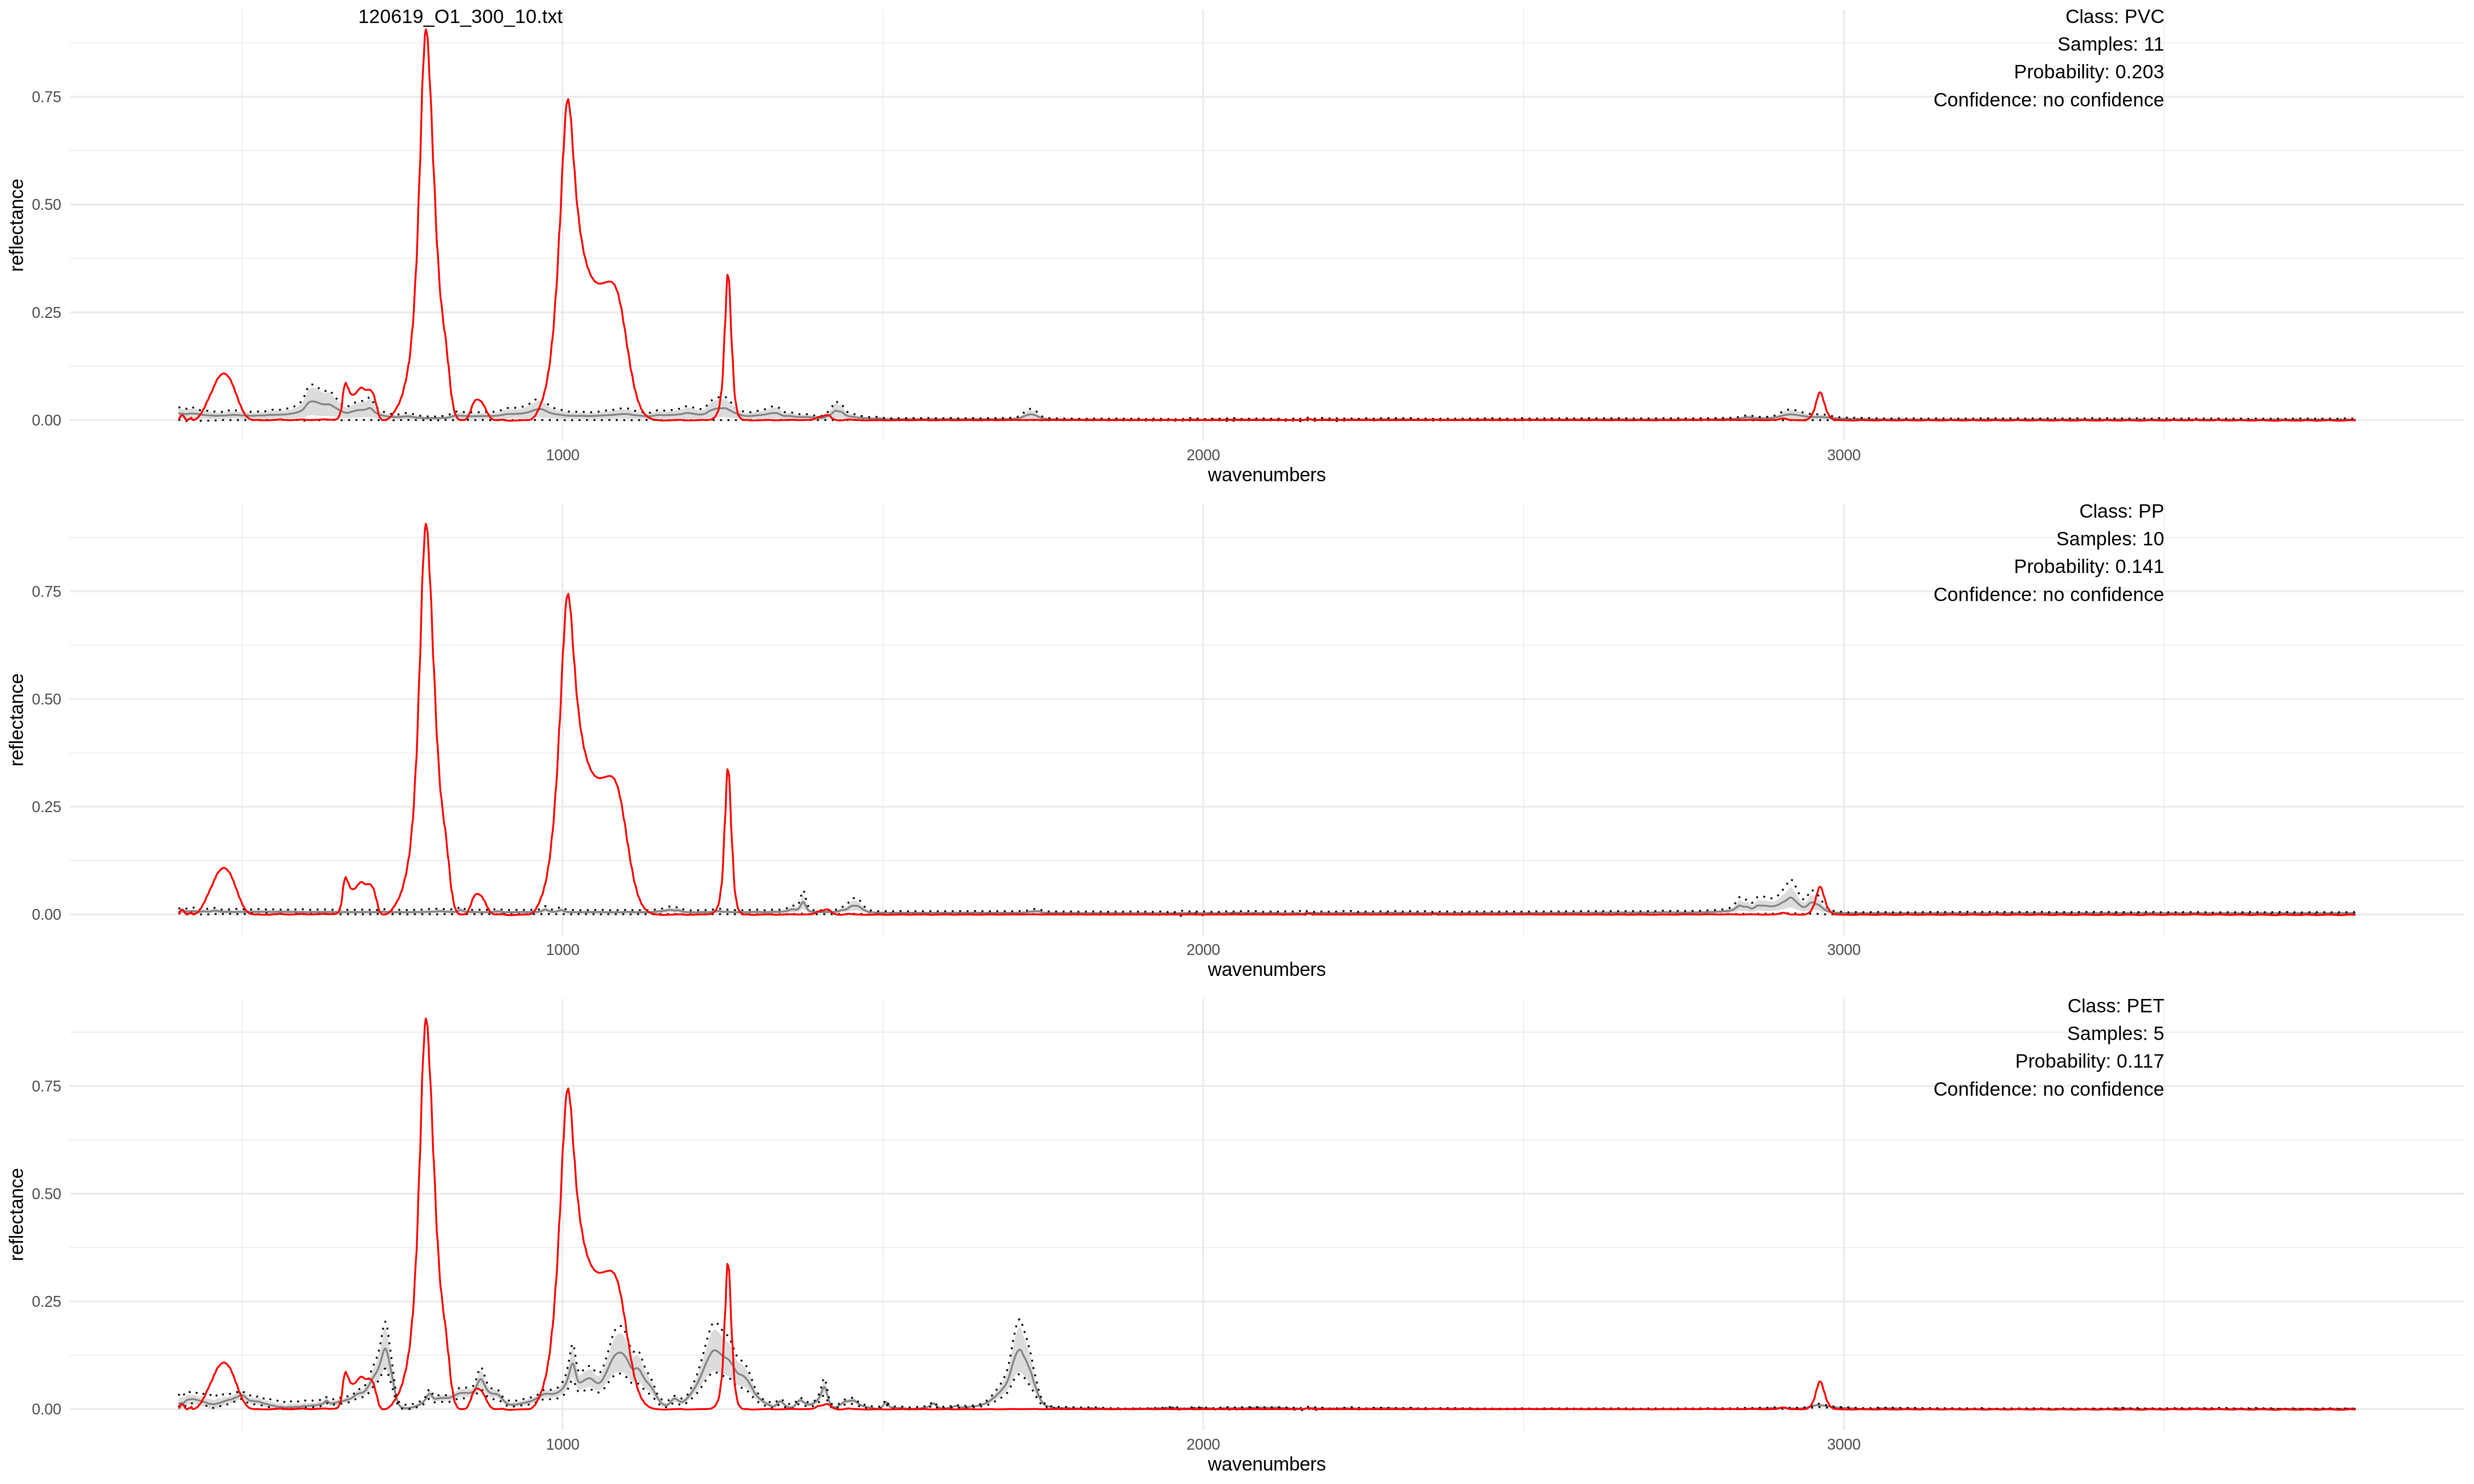 120619_O1_300_10.txt
Class: PVC
Samples: 11
Probability: 0.203
Confidence: no confidence
reflectance
0.75
0.50
0.25
0.00
1000 2000 3000
wavenumbers
Class: PP
Samples: 10
Probability: 0.141
Confidence: no confidence
reflectance
0.75
0.50
0.25
0.00
1000 2000 3000
wavenumbers
Class: PET
Samples: 5
Probability: 0.117
Confidence: no confidence
reflectance
0.75
0.50
0.25
0.00
1000 2000 3000
wavenumbers